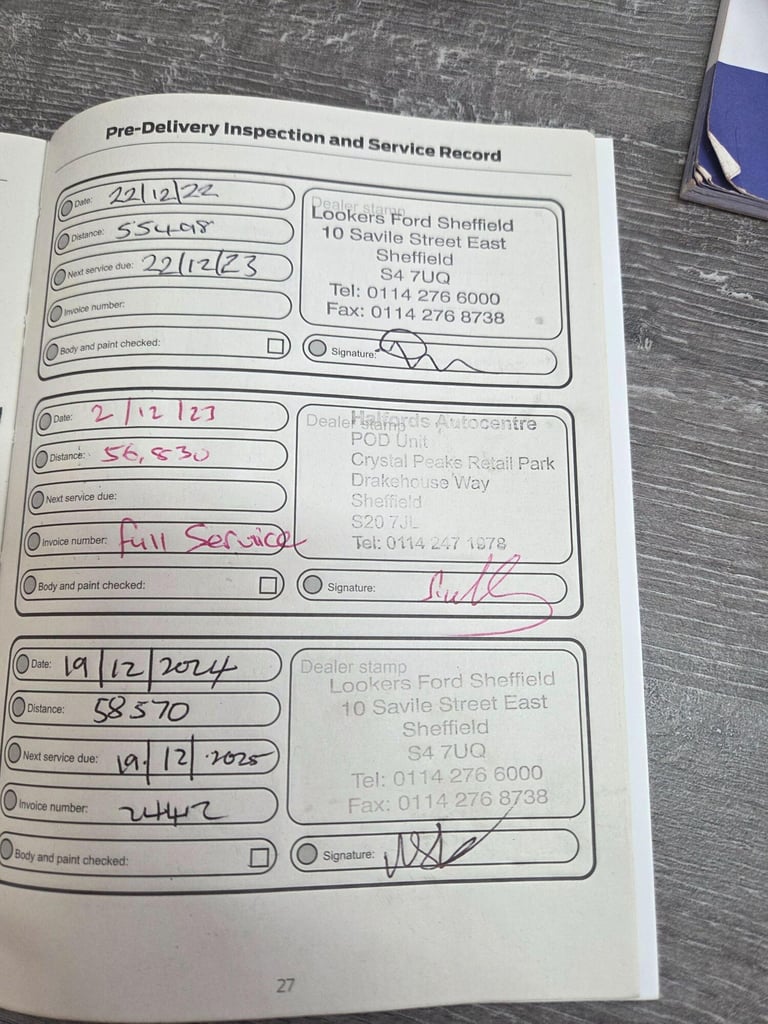 Pre-Delivery Inspection and Service Record
Date: 22/12/22
Distance: 55498
Next service due: 22/12/23
Invoice number:
Body and paint checked:
Dealer stamp
Lookers Ford Sheffield
10 Savile Street East
Sheffield
S4 7UQ
Tel: 0114 276 6000
Fax: 0114 276 8738
Signature:
Date: 2/12/23
Distance: 56,830
Next service due:
Invoice number: Full Service
Body and paint checked:
Dealer stamp
Halfords Autocentre
POD Unit
Crystal Peaks Retail Park
Drakehouse Way
Sheffield
S20 7JL
Tel: 0114 247 1978
Signature:
Date: 19/12/2024
Distance: 58570
Next service due: 19/12/2025
Invoice number: 2442
Body and paint checked:
Dealer stamp
Lookers Ford Sheffield
10 Savile Street East
Sheffield
S4 7UQ
Tel: 0114 276 6000
Fax: 0114 276 8738
Signature:
27